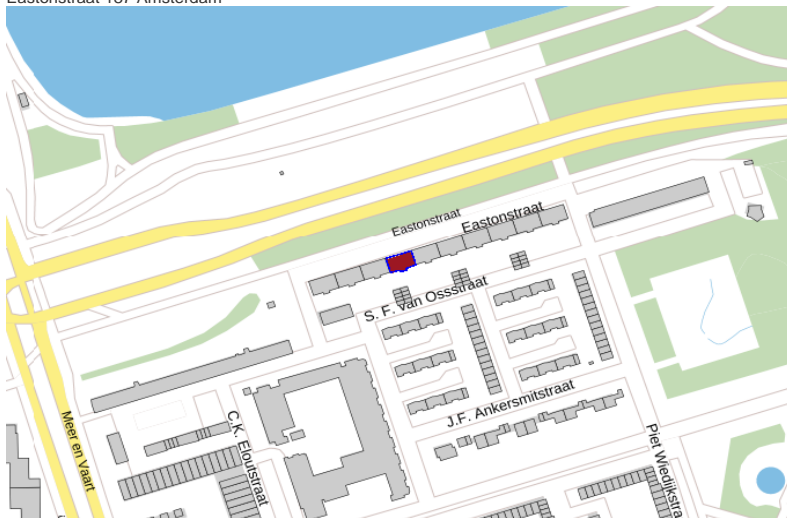 Eastonstraat
Eastonstraat
S. F. van Ossstraat
J.F. Ankersmitstraat
C.K. Eloutstraat
Meer en Vaart
Piet Wiedijkstra